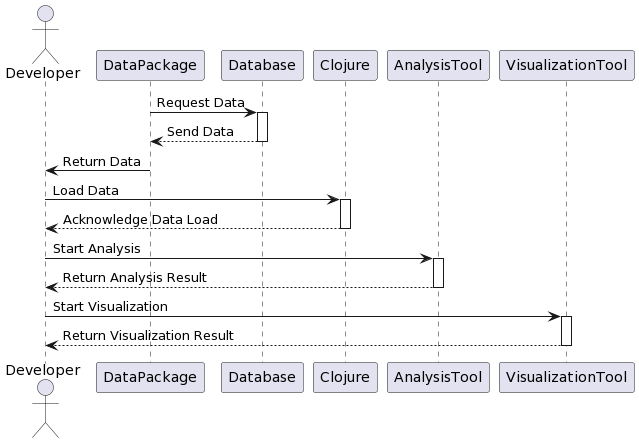 Developer
DataPackage
Database
Clojure
AnalysisTool
VisualizationTool
Request Data
Send Data
Return Data
Load Data
Acknowledge Data Load
Start Analysis
Return Analysis Result
Start Visualization
Return Visualization Result
Developer
DataPackage
Database
Clojure
AnalysisTool
VisualizationTool